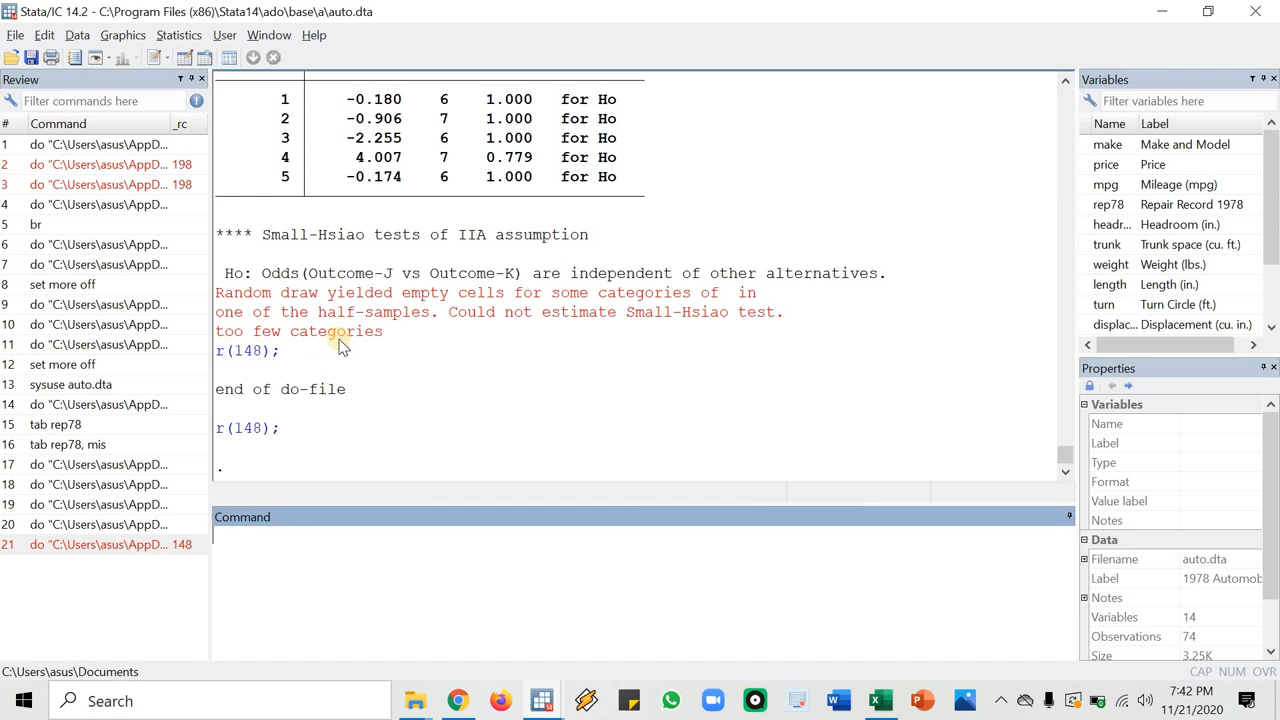 Stata/IC 14.2 - C:\Program Files (x86)\Stata14\ado\base\a\auto.dta
File Edit Data Graphics Statistics User Window Help
Review
Filter commands here
# Command _rc
1 do "C:\Users\asus\AppD...
2 do "C:\Users\asus\AppD... 198
3 do "C:\Users\asus\AppD... 198
4 do "C:\Users\asus\AppD...
5 br
6 do "C:\Users\asus\AppD...
7 do "C:\Users\asus\AppD...
8 set more off
9 do "C:\Users\asus\AppD...
10 do "C:\Users\asus\AppD...
11 do "C:\Users\asus\AppD...
12 set more off
13 sysuse auto.dta
14 do "C:\Users\asus\AppD...
15 tab rep78
16 tab rep78, mis
17 do "C:\Users\asus\AppD...
18 do "C:\Users\asus\AppD...
19 do "C:\Users\asus\AppD...
20 do "C:\Users\asus\AppD...
21 do "C:\Users\asus\AppD... 148
1 -0.180 6 1.000 for Ho
2 -0.906 7 1.000 for Ho
3 -2.255 6 1.000 for Ho
4 4.007 7 0.779 for Ho
5 -0.174 6 1.000 for Ho
**** Small-Hsiao tests of IIA assumption
Ho: Odds(Outcome-J vs Outcome-K) are independent of other alternatives.
Random draw yielded empty cells for some categories of in
one of the half-samples. Could not estimate Small-Hsiao test.
too few categories
r(148);
end of do-file
r(148);
.
Command
Variables
Filter variables here
Name Label
make Make and Model
price Price
mpg Mileage (mpg)
rep78 Repair Record 1978
headr... Headroom (in.)
trunk Trunk space (cu. ft.)
weight Weight (lbs.)
length Length (in.)
turn Turn Circle (ft.)
displac... Displacement (cu. in.)
Properties
Variables
Name
Label
Type
Format
Value label
Notes
Data
Filename auto.dta
Label 1978 Automob
Notes
Variables 14
Observations 74
Size 3.25K
C:\Users\asus\Documents
CAP NUM OVR
Search
7:42 PM
11/21/2020